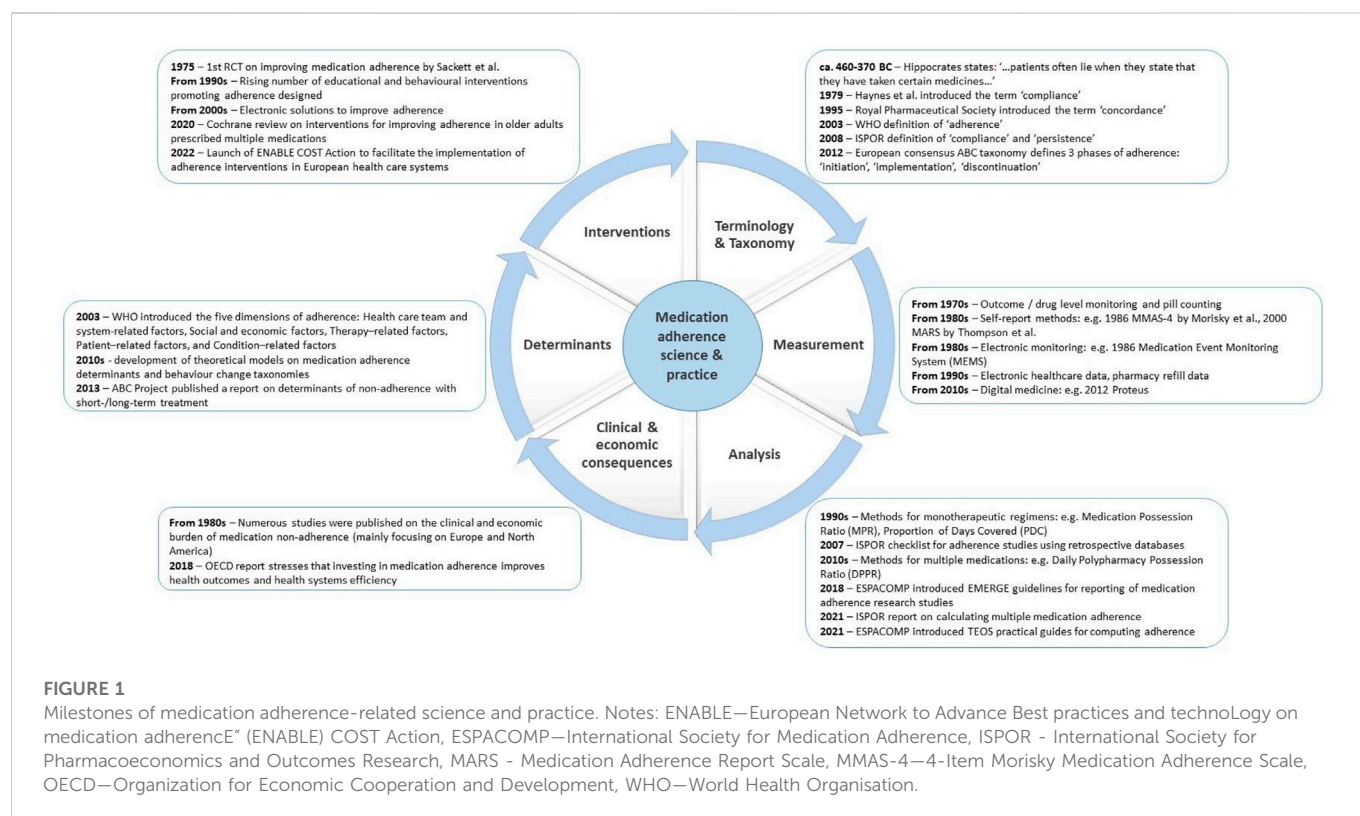 1975 – 1st RCT on improving medication adherence by Sackett et al.
From 1990s – Rising number of educational and behavioural interventions
promoting adherence designed
From 2000s – Electronic solutions to improve adherence
2020 – Cochrane review on interventions for improving adherence in older adults
prescribed multiple medications
2022 – Launch of ENABLE COST Action to facilitate the implementation of
adherence interventions in European health care systems
ca. 460-370 BC – Hippocrates states: ‘...patients often lie when they state that
they have taken certain medicines...’
1979 – Haynes et al. introduced the term ‘compliance’
1995 – Royal Pharmaceutical Society introduced the term ‘concordance’
2003 – WHO definition of ‘adherence’
2008 – ISPOR definition of ‘compliance’ and ‘persistence’
2012 – European consensus ABC taxonomy defines 3 phases of adherence:
‘initiation’, ‘implementation’, ‘discontinuation’
Interventions
Terminology
& Taxonomy
2003 – WHO introduced the five dimensions of adherence: Health care team and
system-related factors, Social and economic factors, Therapy–related factors,
Patient–related factors, and Condition–related factors
2010s - development of theoretical models on medication adherence
determinants and behaviour change taxonomies
2013 – ABC Project published a report on determinants of non-adherence with
short-/long-term treatment
Determinants
Medication
adherence
science &
practice
Measurement
From 1970s – Outcome / drug level monitoring and pill counting
From 1980s – Self-report methods: e.g. 1986 MMAS-4 by Morisky et al., 2000
MARS by Thompson et al.
From 1980s – Electronic monitoring: e.g. 1986 Medication Event Monitoring
System (MEMS)
From 1990s – Electronic healthcare data, pharmacy refill data
From 2010s – Digital medicine: e.g. 2012 Proteus
Clinical &
economic
consequences
Analysis
From 1980s – Numerous studies were published on the clinical and economic
burden of medication non-adherence (mainly focusing on Europe and North
America)
2018 – OECD report stresses that investing in medication adherence improves
health outcomes and health systems efficiency
1990s – Methods for monotherapeutic regimens: e.g. Medication Possession
Ratio (MPR), Proportion of Days Covered (PDC)
2007 – ISPOR checklist for adherence studies using retrospective databases
2010s – Methods for multiple medications: e.g. Daily Polypharmacy Possession
Ratio (DPPR)
2018 – ESPACOMP introduced EMERGE guidelines for reporting of medication
adherence research studies
2021 – ISPOR report on calculating multiple medication adherence
2021 – ESPACOMP introduced TEOS practical guides for computing adherence
FIGURE 1
Milestones of medication adherence-related science and practice. Notes: ENABLE—European Network to Advance Best practices and technoLogy on
medication adherencE” (ENABLE) COST Action, ESPACOMP—International Society for Medication Adherence, ISPOR - International Society for
Pharmacoeconomics and Outcomes Research, MARS - Medication Adherence Report Scale, MMAS-4—4-Item Morisky Medication Adherence Scale,
OECD—Organization for Economic Cooperation and Development, WHO—World Health Organisation.